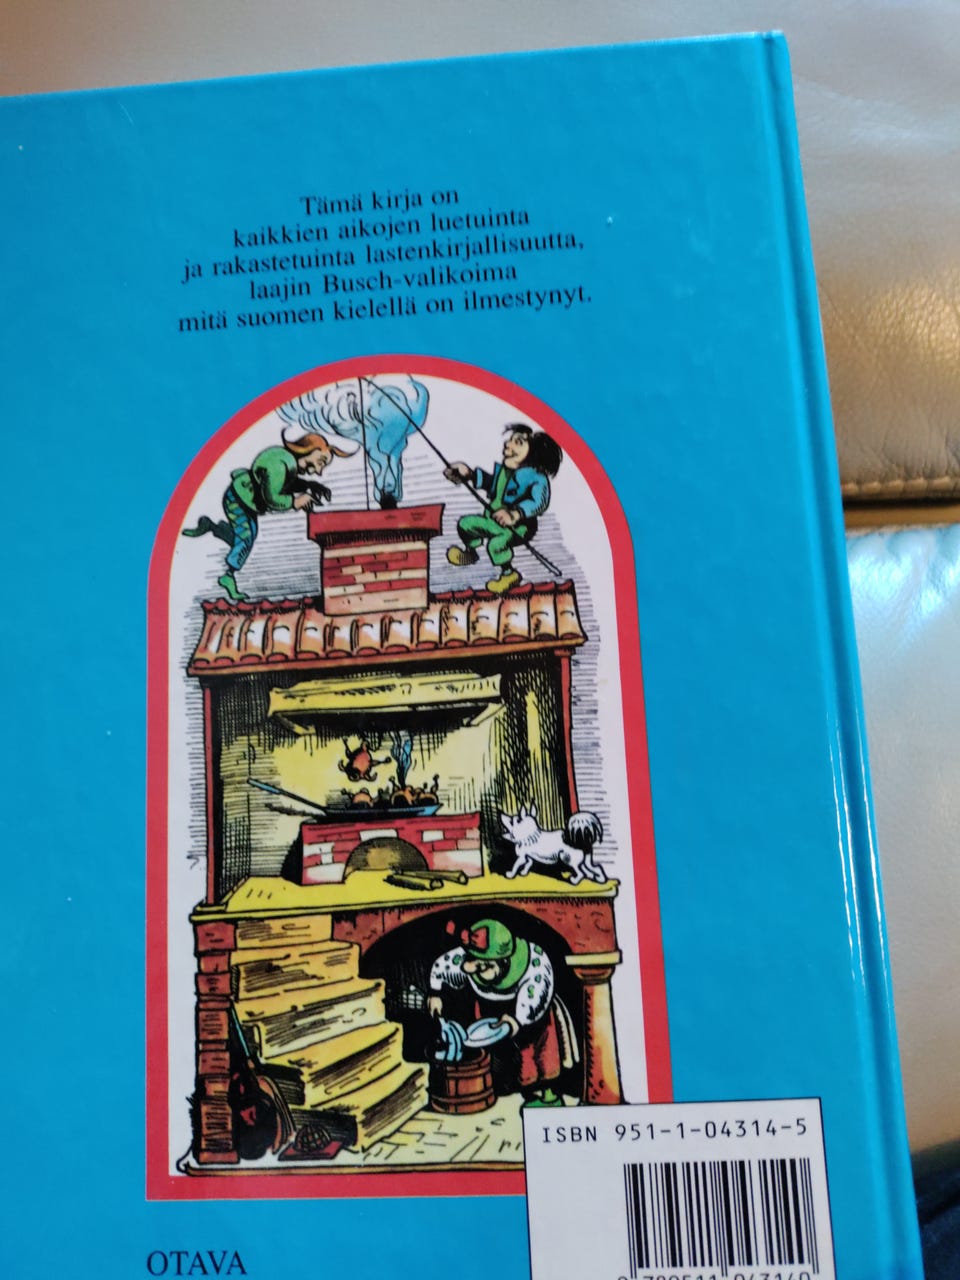 Tämä kirja on
kaikkien aikojen luetuinta
ja rakastetuinta lastenkirjallisuutta,
laajin Busch-valikoima
mitä suomen kielellä on ilmestynyt.
ISBN 951-1-04314-5
OTAVA